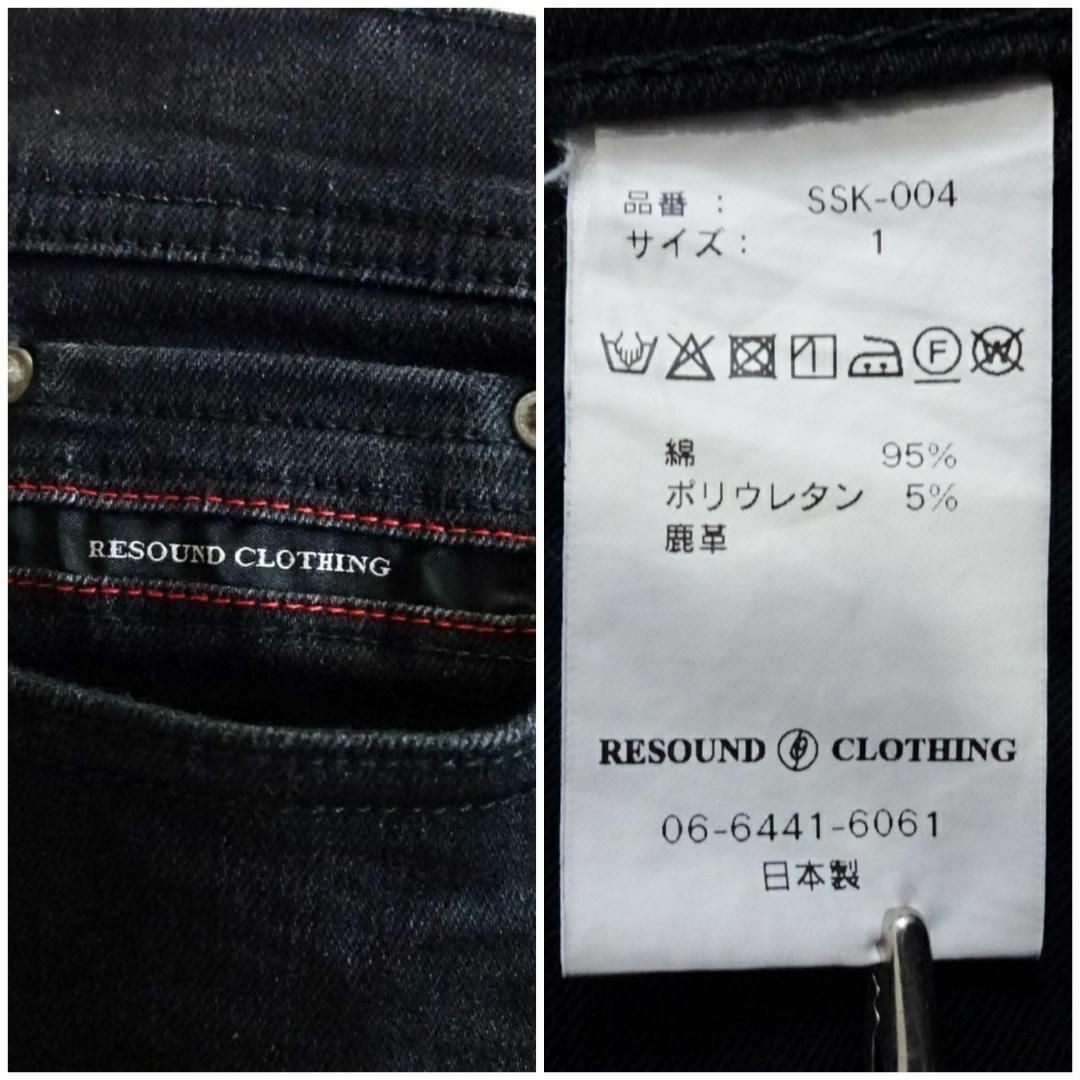 RESOUND CLOTHING
品番 : SSK-004
サイズ : 1
F
W
綿 95%
ポリウレタン 5%
鹿革
RESOUND CLOTHING
06-6441-6061
日本製